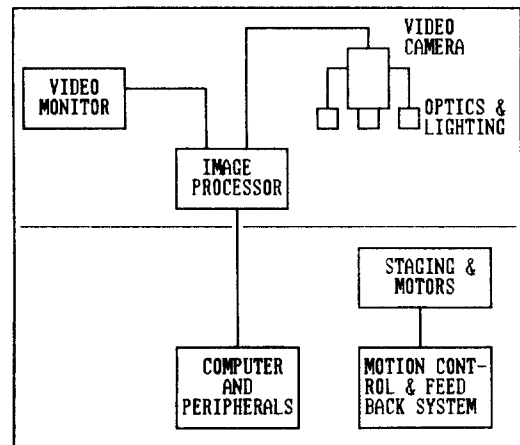 VIDEO
CAMERA
VIDEO
MONITOR
OPTICS &
LIGHTING
IMAGE
PROCESSOR
STAGING &
MOTORS
COMPUTER
AND
PERIPHERALS
MOTION CONT-
ROL & FEED
BACK SYSTEM